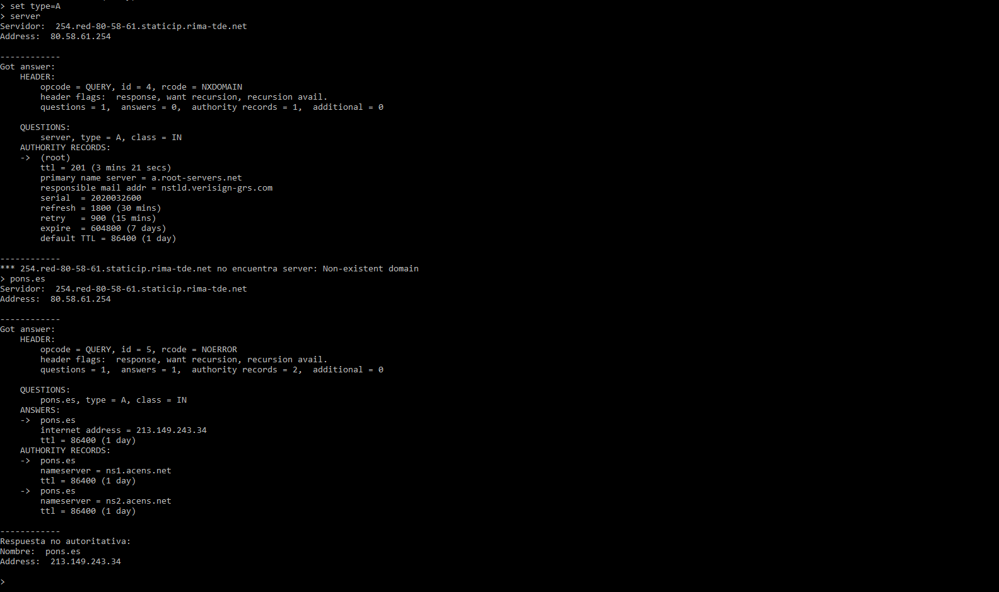 > set type=A
> server
Servidor:  254.red-80-58-61.staticip.rima-tde.net
Address:  80.58.61.254

------------
Got answer:
    HEADER:
        opcode = QUERY, id = 4, rcode = NXDOMAIN
        header flags:  response, want recursion, recursion avail.
        questions = 1,  answers = 0,  authority records = 1,  additional = 0

    QUESTIONS:
        server, type = A, class = IN
    AUTHORITY RECORDS:
    ->  (root)
        ttl = 201 (3 mins 21 secs)
        primary name server = a.root-servers.net
        responsible mail addr = nstld.verisign-grs.com
        serial  = 2020032600
        refresh = 1800 (30 mins)
        retry   = 900 (15 mins)
        expire  = 604800 (7 days)
        default TTL = 86400 (1 day)

------------
*** 254.red-80-58-61.staticip.rima-tde.net no encuentra server: Non-existent domain
> pons.es
Servidor:  254.red-80-58-61.staticip.rima-tde.net
Address:  80.58.61.254

------------
Got answer:
    HEADER:
        opcode = QUERY, id = 5, rcode = NOERROR
        header flags:  response, want recursion, recursion avail.
        questions = 1,  answers = 1,  authority records = 2,  additional = 0

    QUESTIONS:
        pons.es, type = A, class = IN
    ANSWERS:
    ->  pons.es
        internet address = 213.149.243.34
        ttl = 86400 (1 day)
    AUTHORITY RECORDS:
    ->  pons.es
        nameserver = ns1.acens.net
        ttl = 86400 (1 day)
    ->  pons.es
        nameserver = ns2.acens.net
        ttl = 86400 (1 day)

------------
Respuesta no autoritativa:
Nombre:  pons.es
Address:  213.149.243.34

>